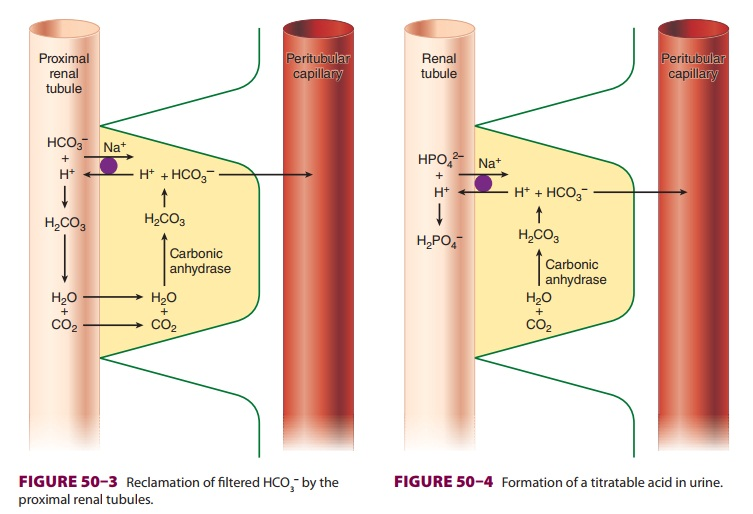 Proximal
renal
tubule
Peritubular
capillary
HCO₃⁻
+
H⁺
Na⁺
H⁺ + HCO₃⁻
H₂CO₃
H₂CO₃
Carbonic
anhydrase
H₂O
+
CO₂
H₂O
+
CO₂
FIGURE 50–3 Reclamation of filtered HCO₃⁻ by the
proximal renal tubules.
Renal
tubule
Peritubular
capillary
HPO₄²⁻
+
H⁺
Na⁺
H⁺ + HCO₃⁻
H₂PO₄⁻
H₂CO₃
Carbonic
anhydrase
H₂O
+
CO₂
FIGURE 50–4 Formation of a titratable acid in urine.